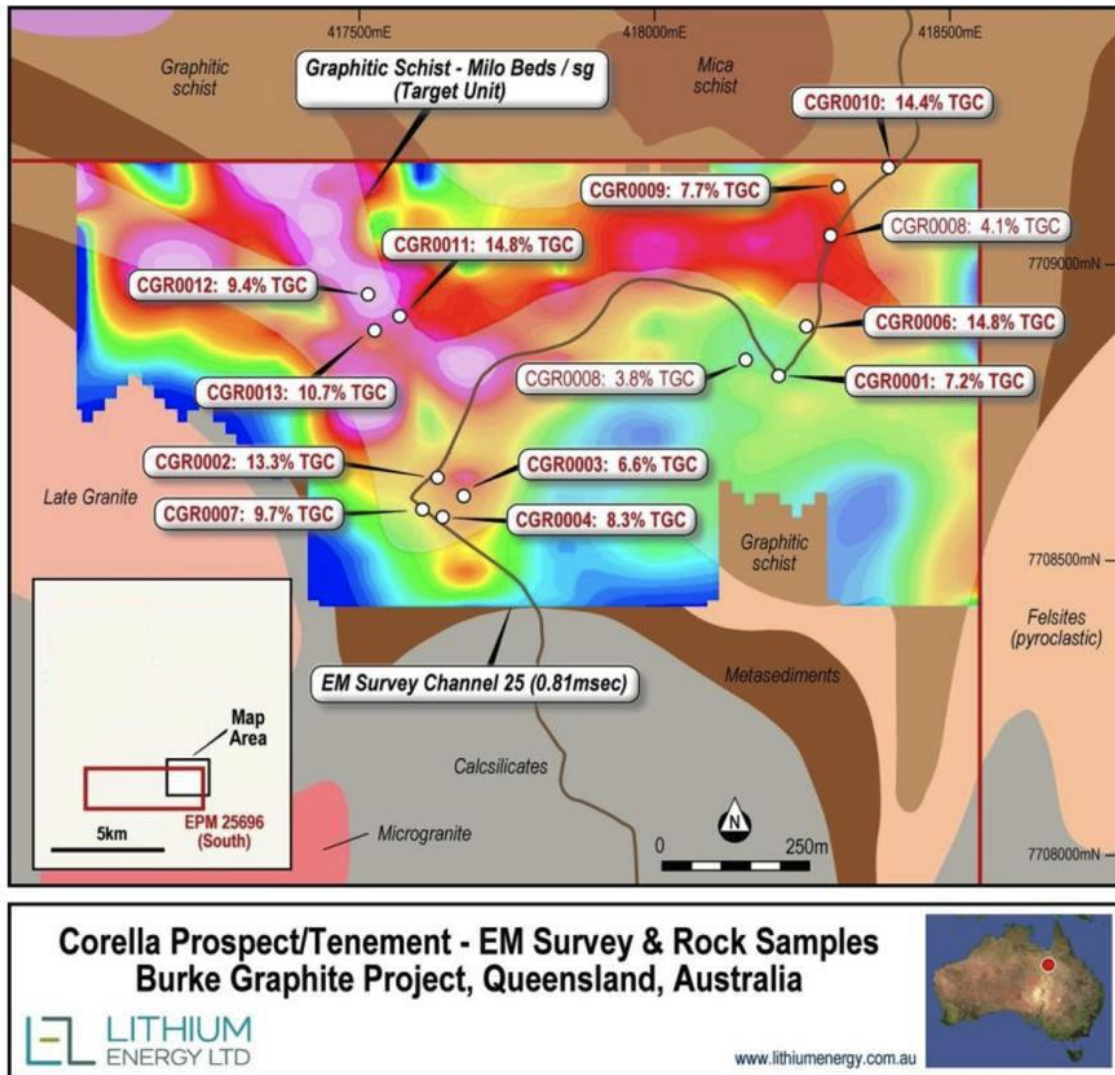 417500mE
418000mE
418500mE
Graphitic
schist
Graphitic Schist - Milo Beds / sg
(Target Unit)
Mica
schist
CGR0010: 14.4% TGC
CGR0009: 7.7% TGC
CGR0008: 4.1% TGC
CGR0011: 14.8% TGC
7709000mN
CGR0012: 9.4% TGC
CGR0006: 14.8% TGC
CGR0013: 10.7% TGC
CGR0008: 3.8% TGC
CGR0001: 7.2% TGC
CGR0002: 13.3% TGC
CGR0003: 6.6% TGC
Late Granite
CGR0007: 9.7% TGC
CGR0004: 8.3% TGC
Graphitic
schist
7708500mN
Felsites
(pyroclastic)
EM Survey Channel 25 (0.81msec)
Metasediments
Map
Area
Calcsilicates
EPM 25696
(South)
5km
Microgranite
N
0
250m
7708000mN
Corella Prospect/Tenement - EM Survey & Rock Samples
Burke Graphite Project, Queensland, Australia
LEL
LITHIUM
ENERGY LTD
www.lithiumenergy.com.au